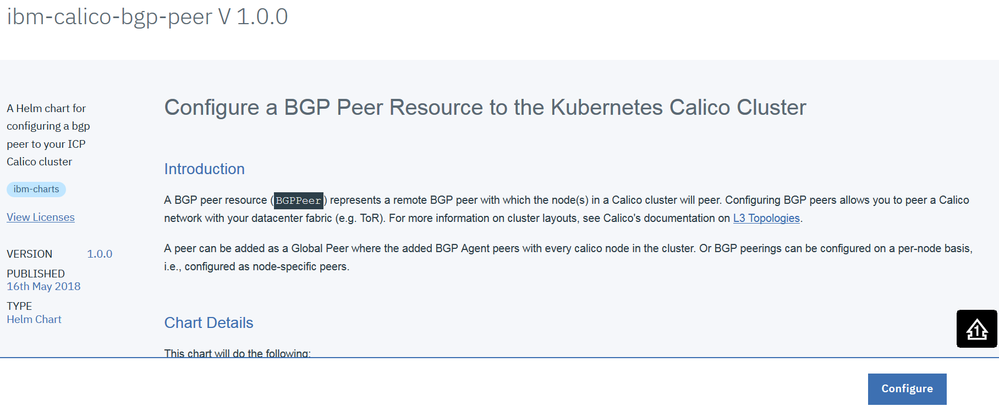 ibm-calico-bgp-peer V 1.0.0
A Helm chart for
configuring a bgp
peer to your ICP
Calico cluster
ibm-charts
View Licenses
VERSION 1.0.0
PUBLISHED
16th May 2018
TYPE
Helm Chart
Configure a BGP Peer Resource to the Kubernetes Calico Cluster
Introduction
A BGP peer resource (BGPPeer) represents a remote BGP peer with which the node(s) in a Calico cluster will peer. Configuring BGP peers allows you to peer a Calico
network with your datacenter fabric (e.g. ToR). For more information on cluster layouts, see Calico's documentation on L3 Topologies.
A peer can be added as a Global Peer where the added BGP Agent peers with every calico node in the cluster. Or BGP peerings can be configured on a per-node basis,
i.e., configured as node-specific peers.
Chart Details
This chart will do the following:
1
Configure